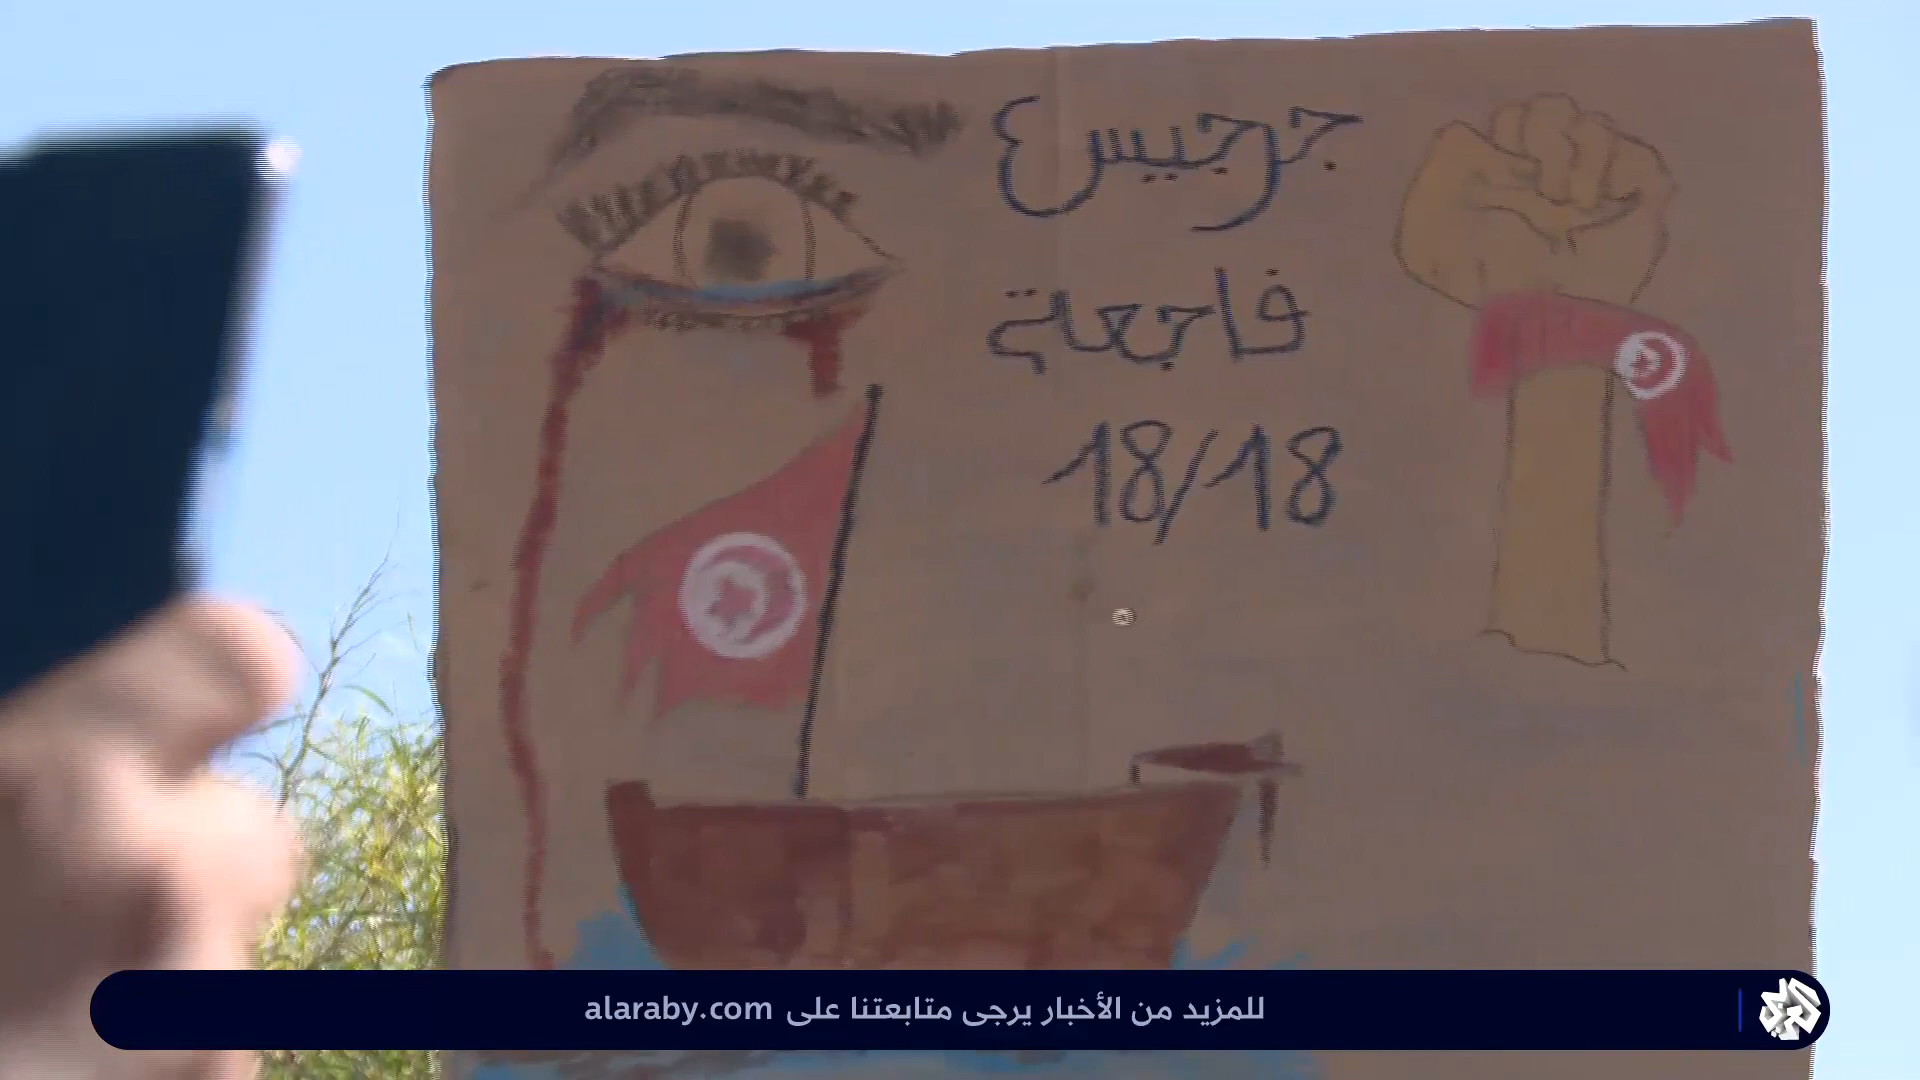 جرجيس
فاجعة
18/18
للمزيد من الأخبار يرجى متابعتنا على alaraby.com